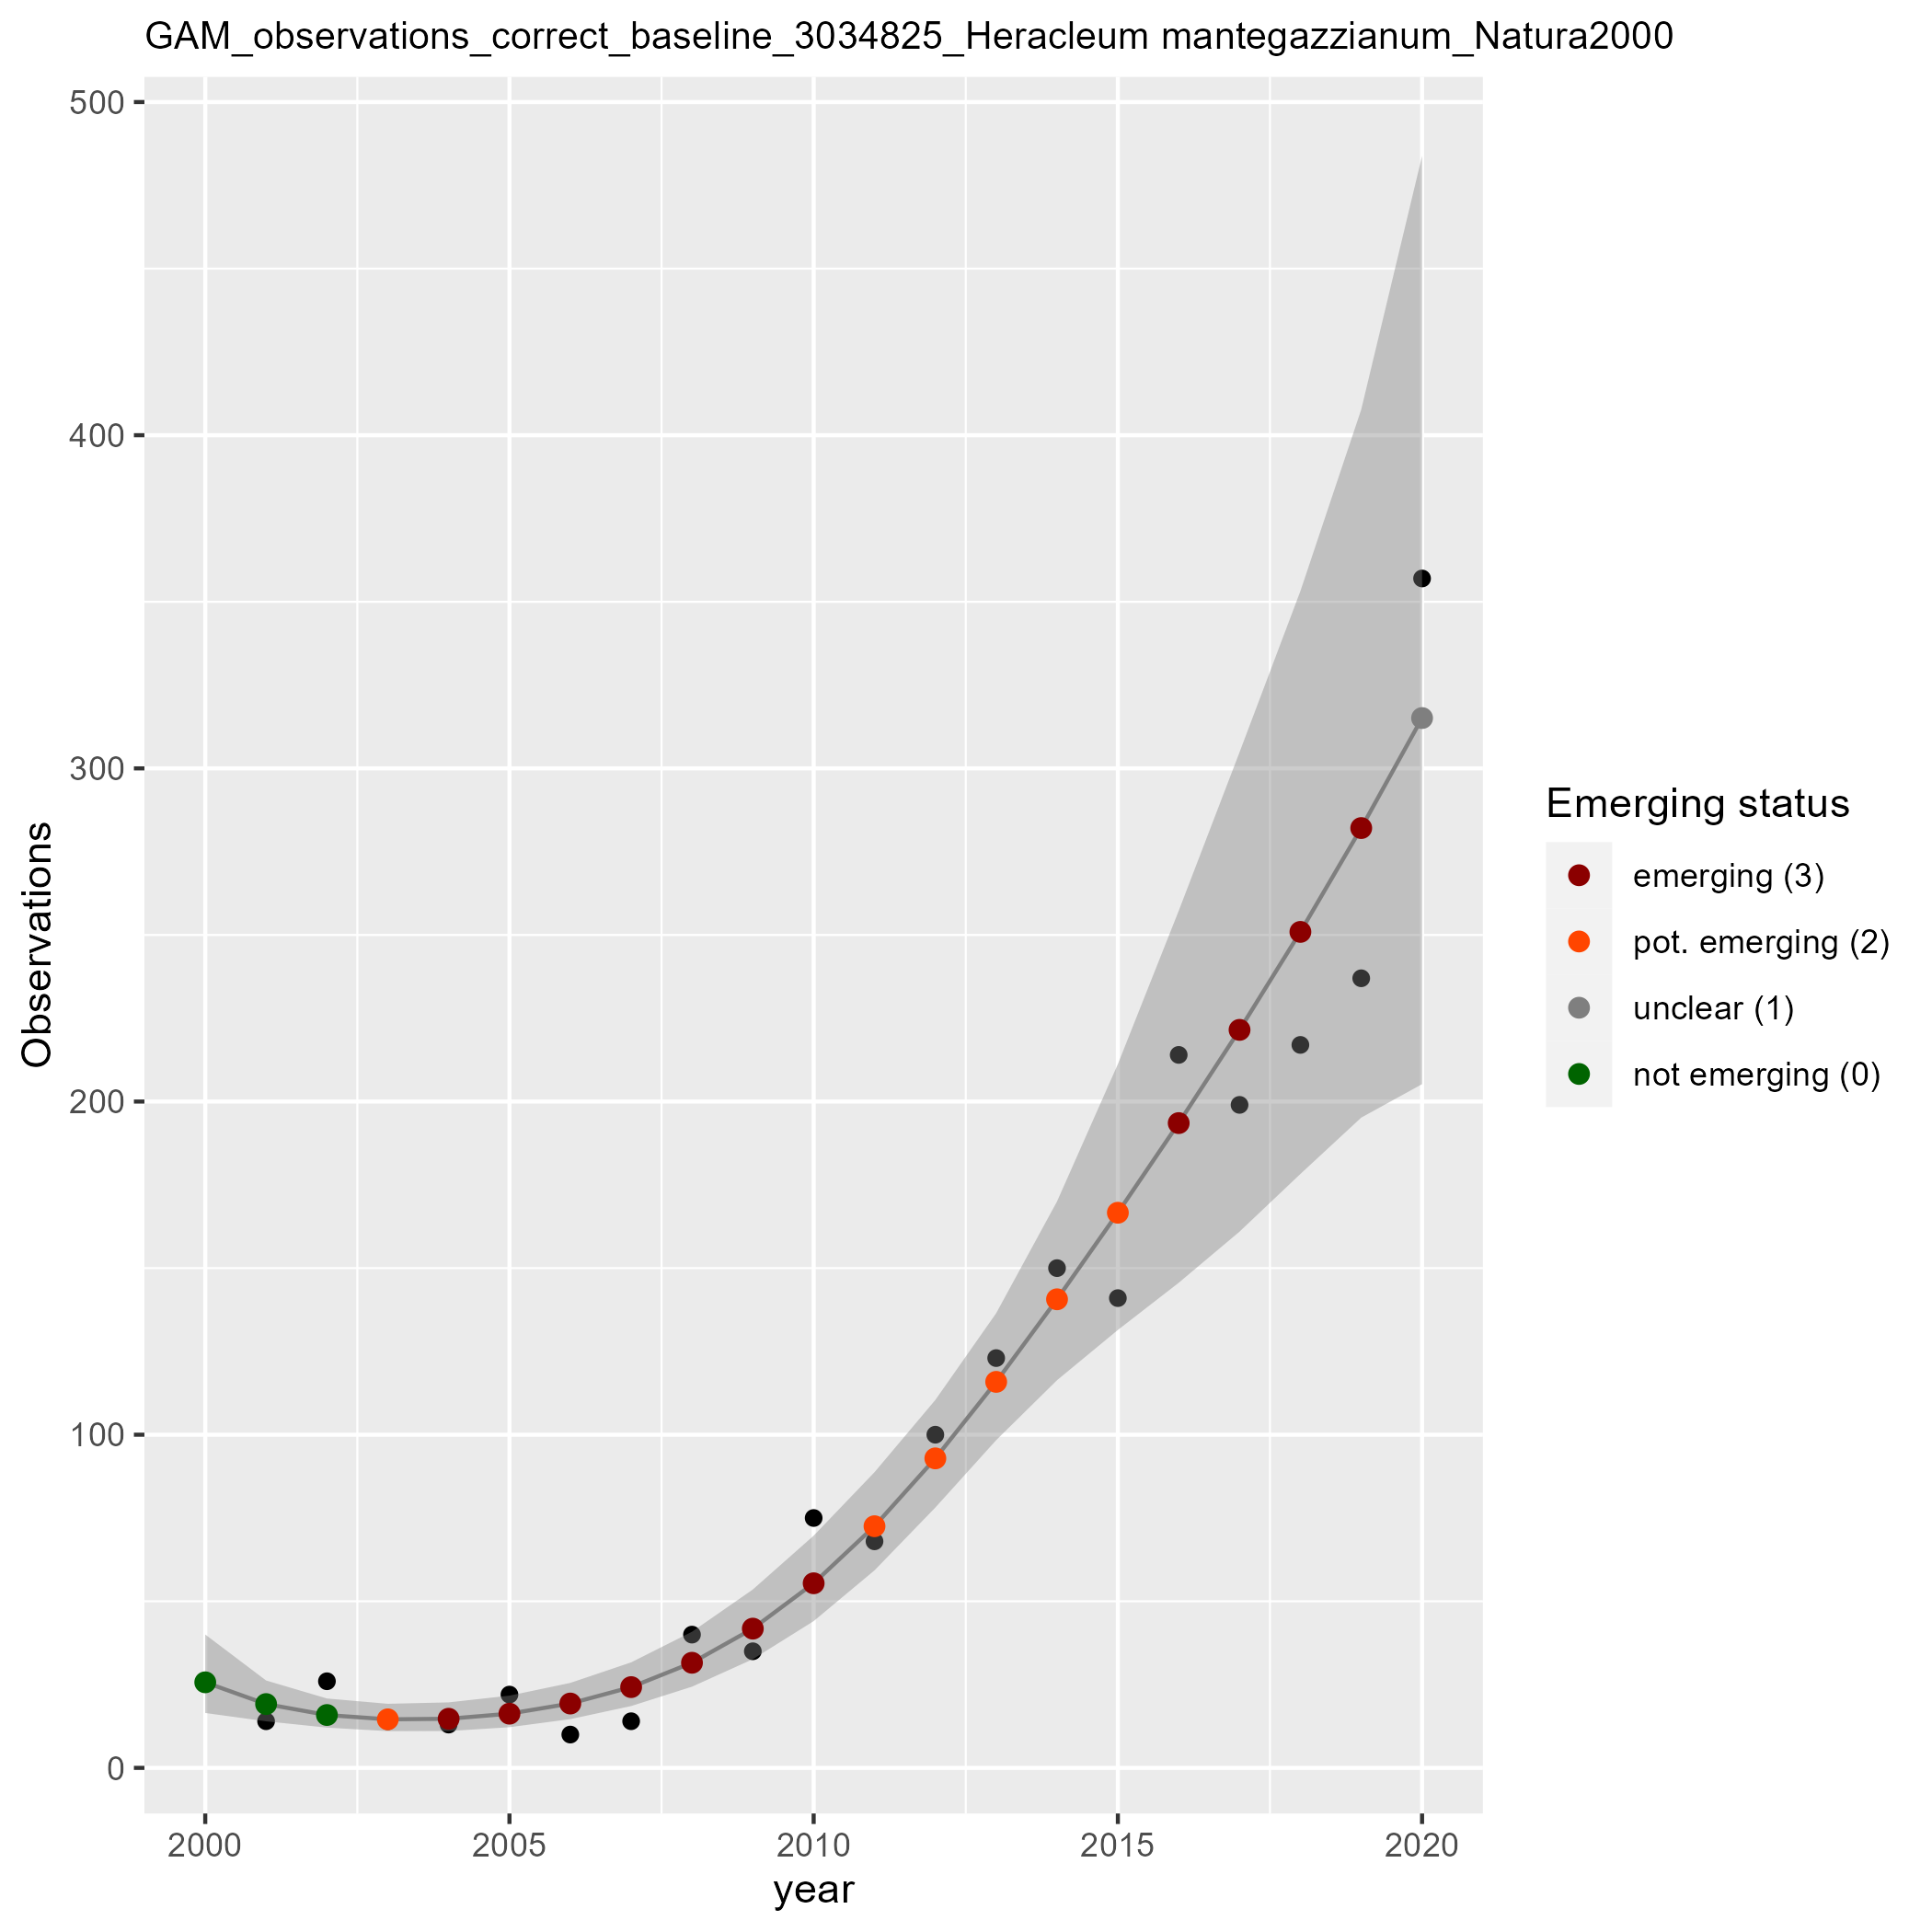 GAM_observations_correct_baseline_3034825_Heracleum mantegazzianum_Natura2000
500
400
300
200
100
0
Observations
2000 2005 2010 2015 2020
year
Emerging status
emerging (3)
pot. emerging (2)
unclear (1)
not emerging (0)